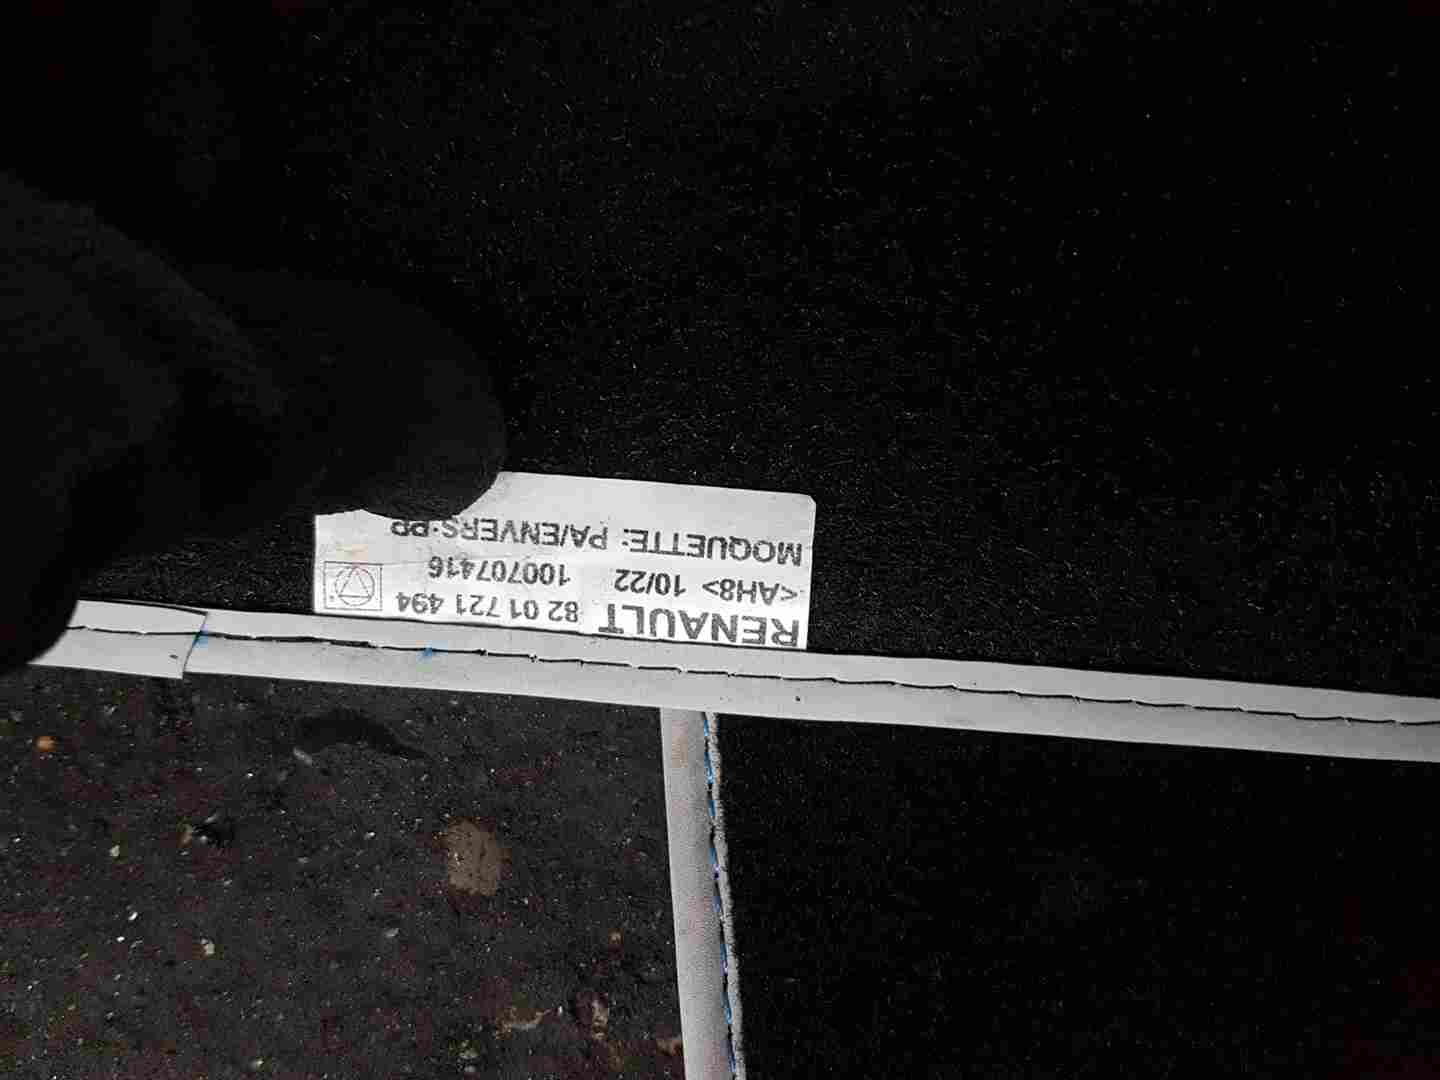 RENAULT 82 01 721 494
<AH8> 10/22 100707416
MOQUETTE: PA/ENVERS:PP